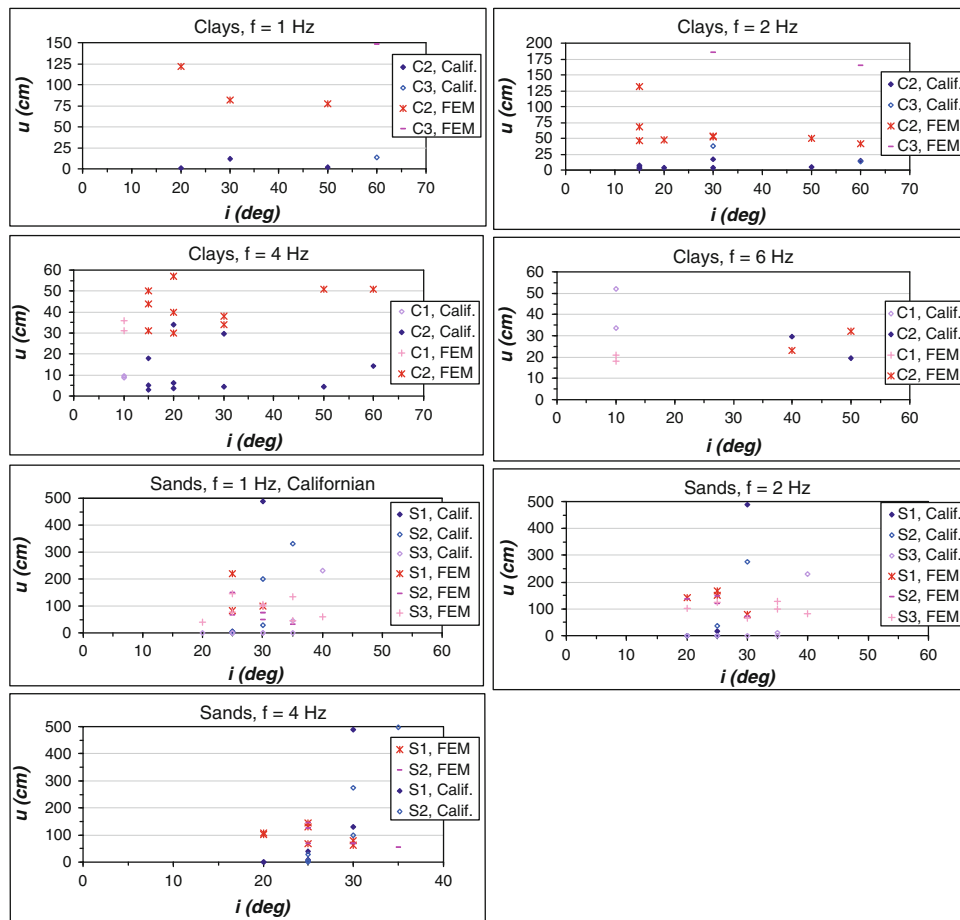 Clays, f = 1 Hz
150
125
100
75
50
25
0
u (cm)
0 10 20 30 40 50 60 70
i (deg)
C2, Calif.
C3, Calif.
C2, FEM
C3, FEM
Clays, f = 2 Hz
200
175
150
125
100
75
50
25
0
u (cm)
0 10 20 30 40 50 60 70
i (deg)
C2, Calif.
C3, Calif.
C2, FEM
C3, FEM
Clays, f = 4 Hz
60
50
40
30
20
10
0
u (cm)
0 10 20 30 40 50 60 70
i (deg)
C1, Calif.
C2, Calif.
C1, FEM
C2, FEM
Clays, f = 6 Hz
60
50
40
30
20
10
0
u (cm)
0 10 20 30 40 50 60
i (deg)
C1, Calif.
C2, Calif.
C1, FEM
C2, FEM
Sands, f = 1 Hz, Californian
500
400
300
200
100
0
u (cm)
0 10 20 30 40 50 60
i (deg)
S1, Calif.
S2, Calif.
S3, Calif.
S1, FEM
S2, FEM
S3, FEM
Sands, f = 2 Hz
500
400
300
200
100
0
u (cm)
0 10 20 30 40 50 60
i (deg)
S1, Calif.
S2, Calif.
S3, Calif.
S1, FEM
S2, FEM
S3, FEM
Sands, f = 4 Hz
500
400
300
200
100
0
u (cm)
0 10 20 30 40
i (deg)
S1, FEM
S2, FEM
S1, Calif.
S2, Calif.